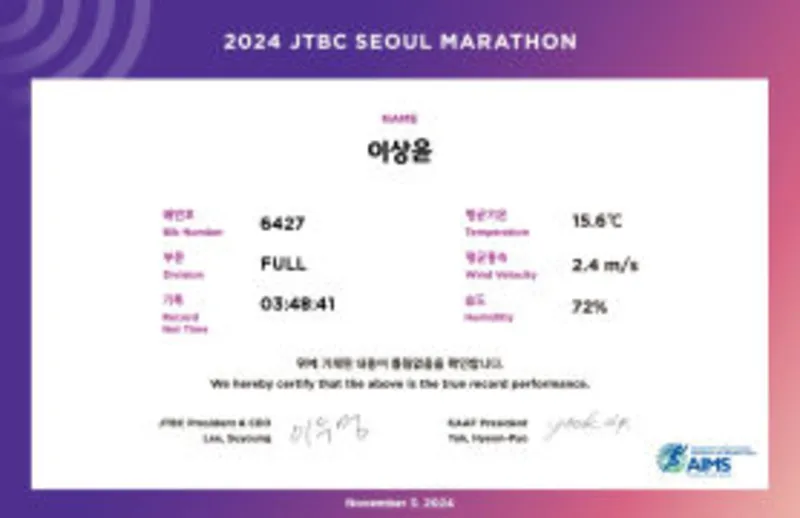 2024 JTBC SEOUL MARATHON
NAME
이상윤
배번호
Bib Number
6427
부문
Division
FULL
기록
Record
Net Time
03:48:41
평균기온
Temperature
15.6℃
평균풍속
Wind Velocity
2.4 m/s
습도
Humidity
72%
위에 기재된 내용이 틀림없음을 확인합니다.
We hereby certify that the above is the true record performance.
JTBC President & CEO
Lee, Suyoung
KAAF President
Yuk, Hyeon-Pyo
AIMS
November 3, 2024